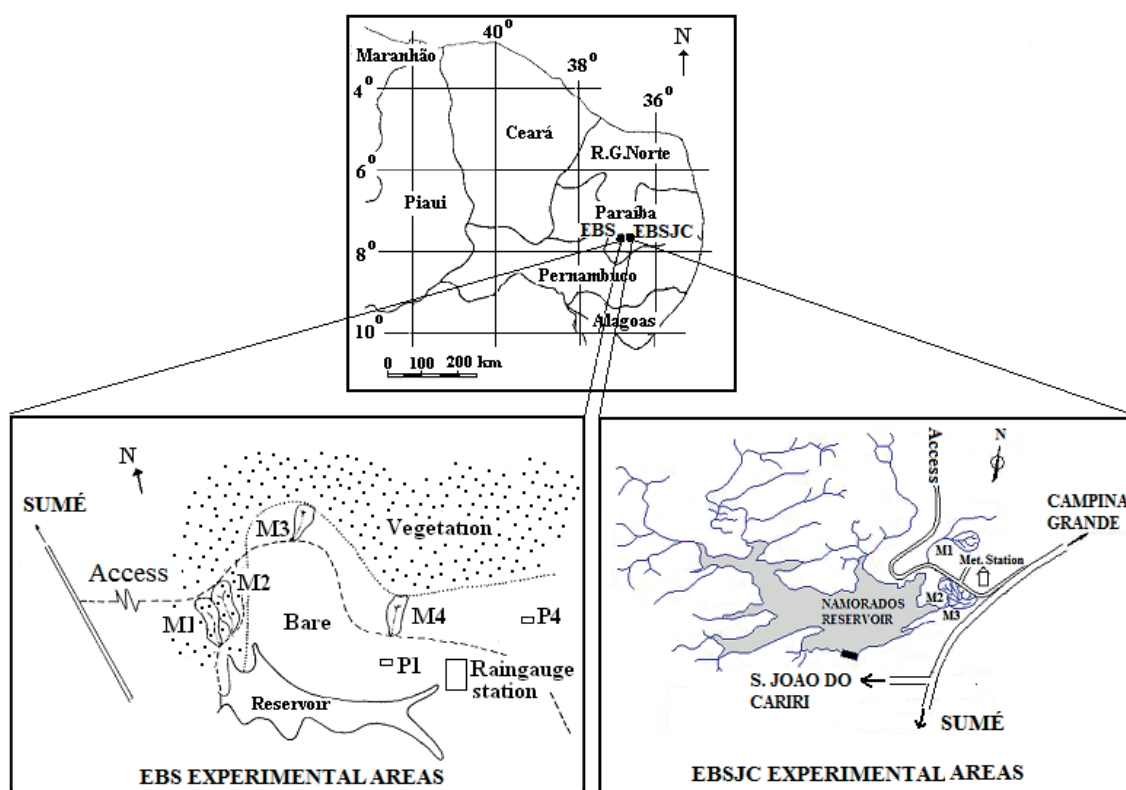 40°
N
Maranhão
38°
4°
36°
Ceará
R.G.Norte
6°
Piaui
Paraíba
EBS
EBSJC
8°
Pernambuco
10°
Alagoas
0 100 200 km
N
SUMÉ
M3
Vegetation
Access
M2
M1
Bare
M4
P4
P1
Raingauge
station
Reservoir
EBS EXPERIMENTAL AREAS
Access
N
CAMPINA
GRANDE
M1
Met. Station
M2
M3
NAMORADOS
RESERVOIR
S. JOAO DO
CARIRI
SUMÉ
EBSJC EXPERIMENTAL AREAS